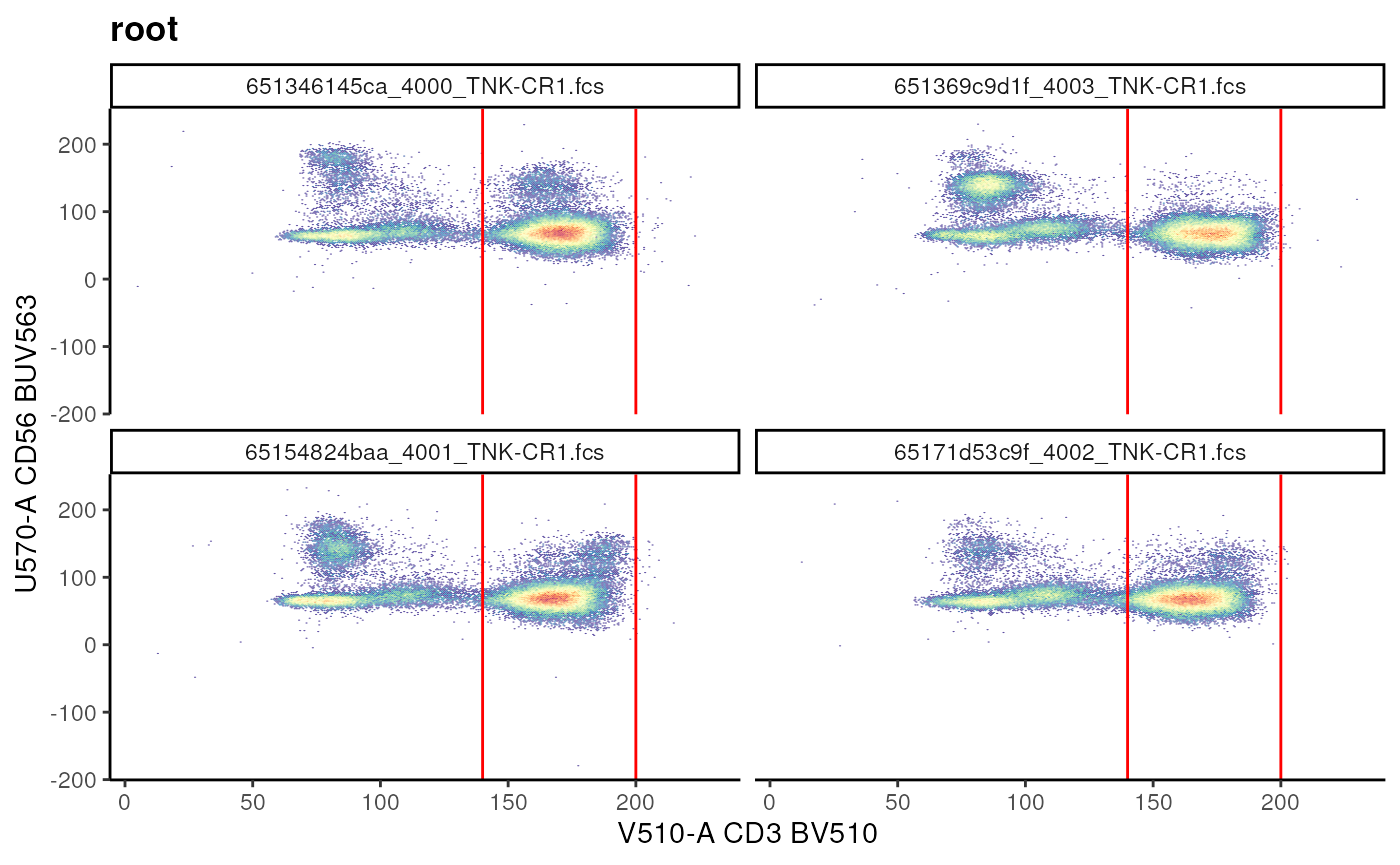 root
651346145ca_4000_TNK-CR1.fcs
651369c9d1f_4003_TNK-CR1.fcs
200
100
0
-100
-200
65154824baa_4001_TNK-CR1.fcs
65171d53c9f_4002_TNK-CR1.fcs
200
100
0
-100
-200
U570-A CD56 BUV563
0 50 100 150 200
0 50 100 150 200
V510-A CD3 BV510